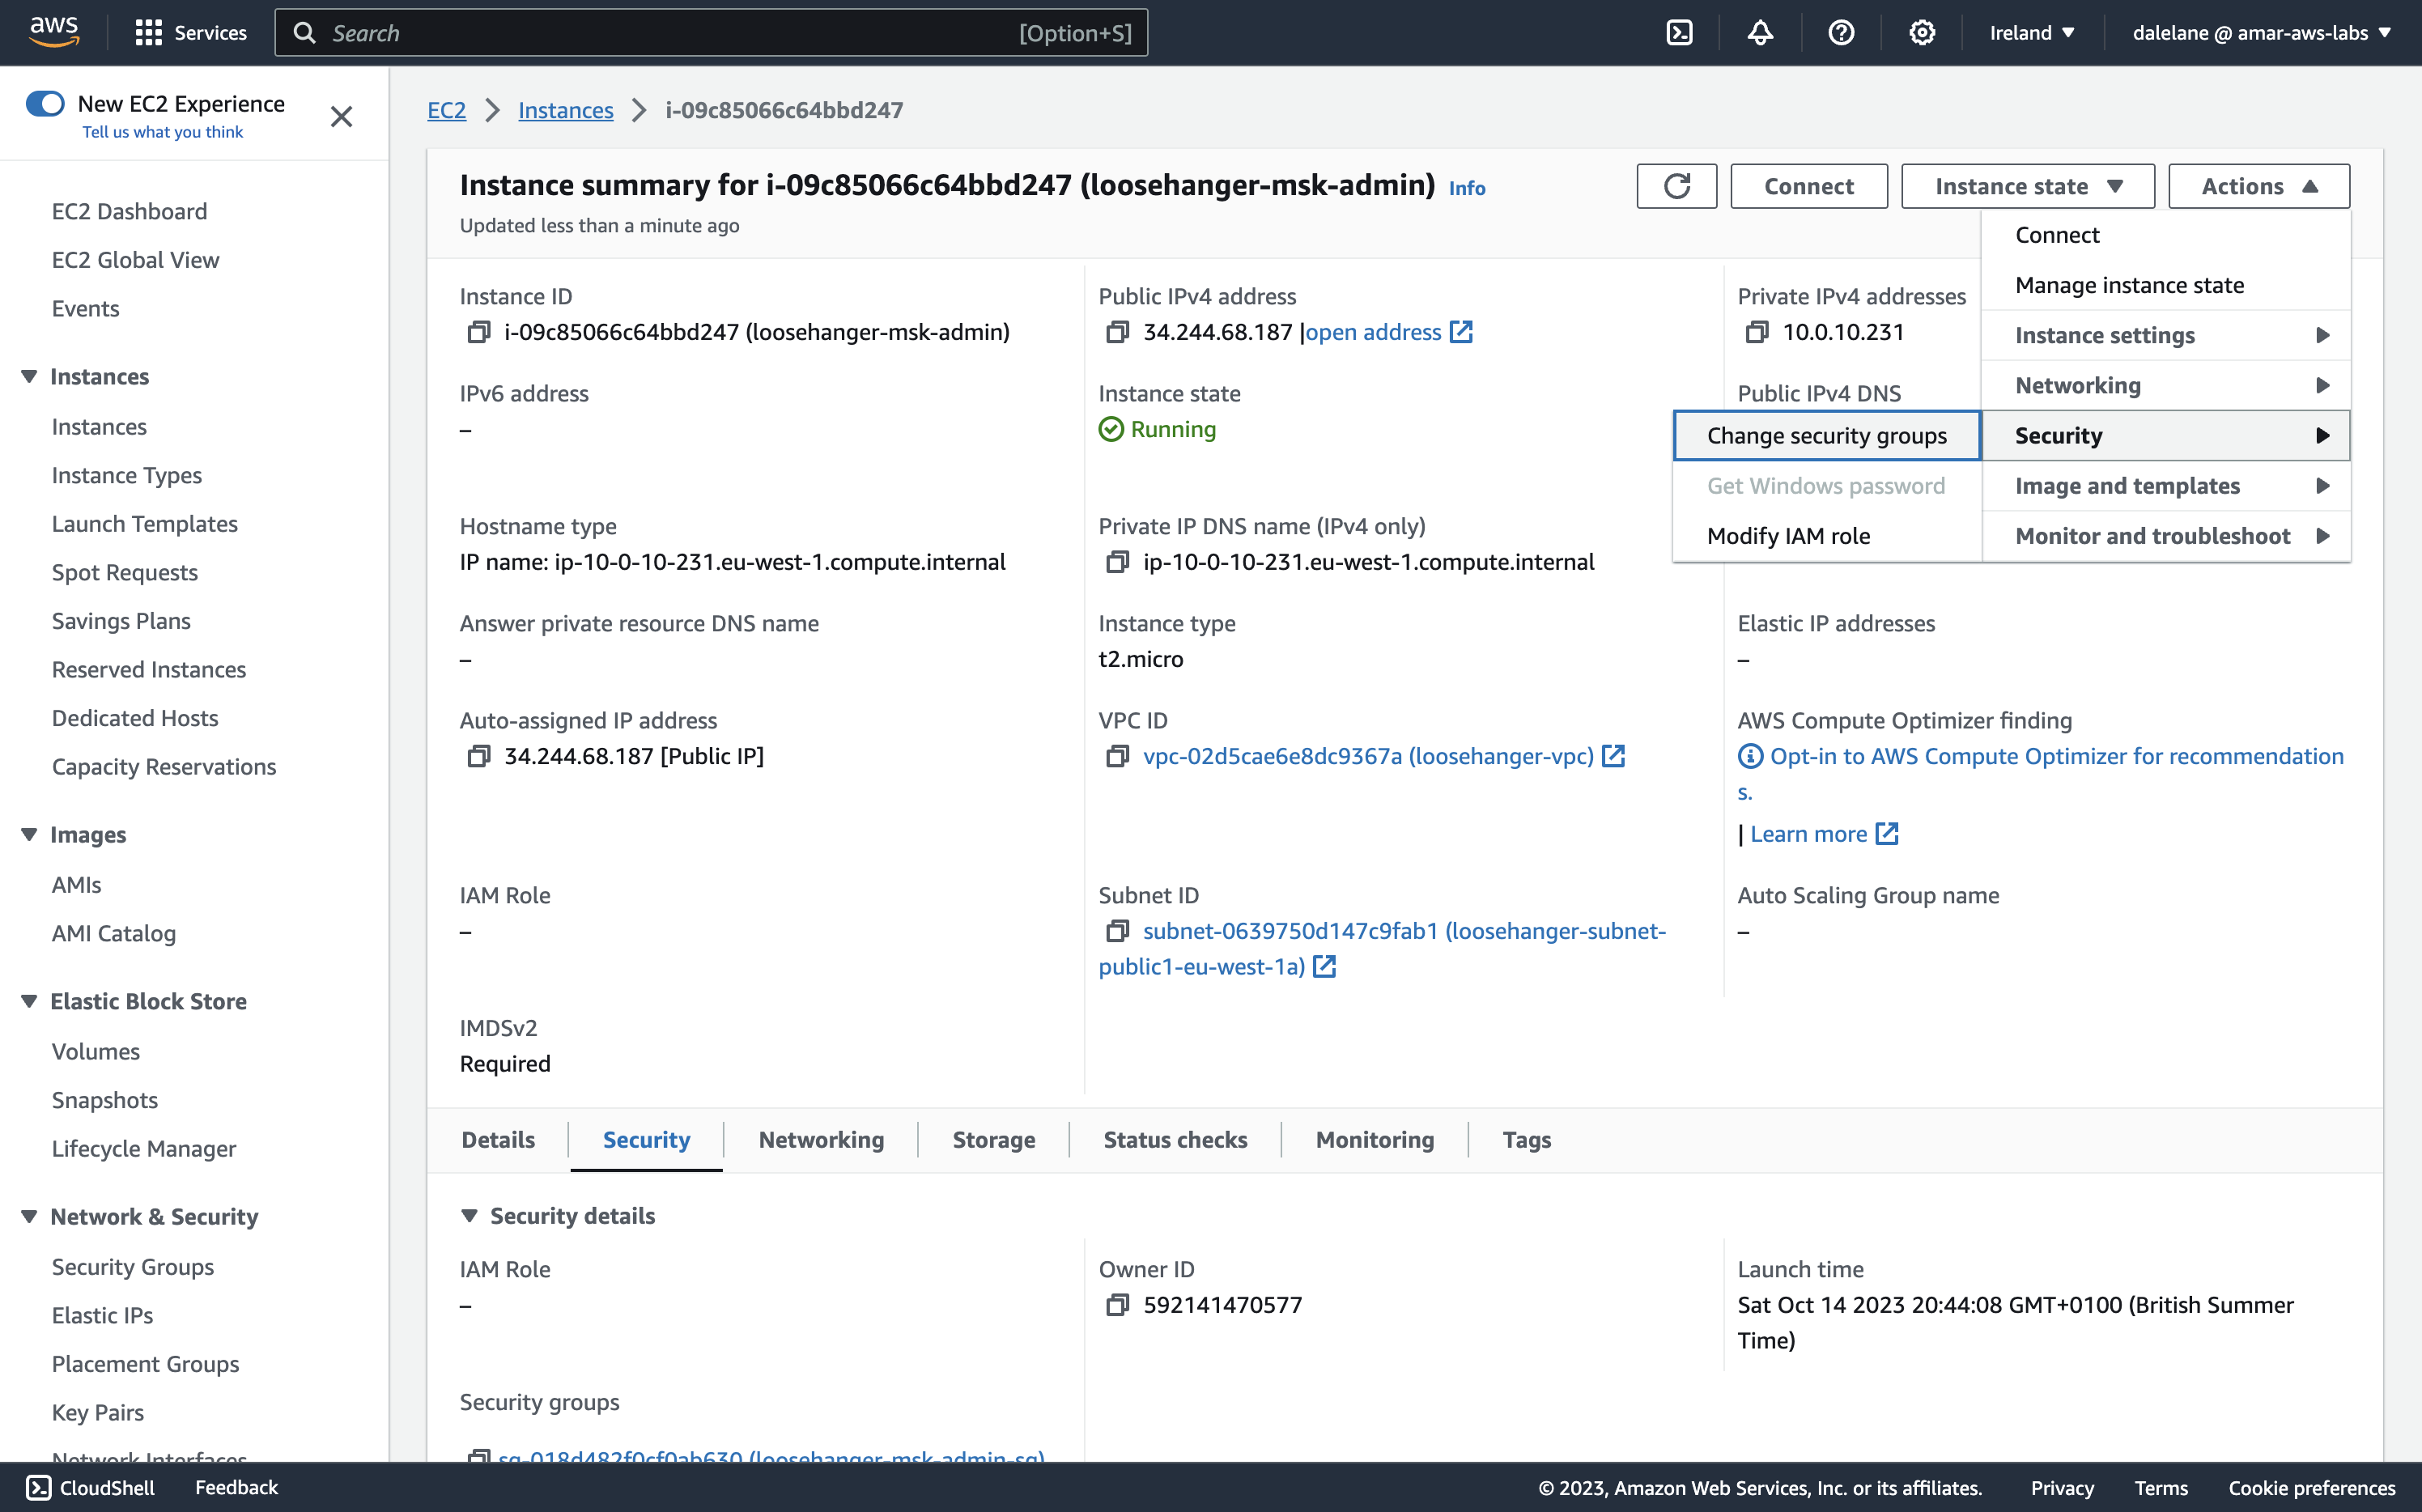 aws
Services
Search
[Option+S]
Ireland
dalelane @ amar-aws-labs
New EC2 Experience
Tell us what you think
EC2 Dashboard
EC2 Global View
Events
Instances
Instances
Instance Types
Launch Templates
Spot Requests
Savings Plans
Reserved Instances
Dedicated Hosts
Capacity Reservations
Images
AMIs
AMI Catalog
Elastic Block Store
Volumes
Snapshots
Lifecycle Manager
Network & Security
Security Groups
Elastic IPs
Placement Groups
Key Pairs
Network Interfaces
EC2
Instances
i-09c85066c64bbd247
Instance summary for i-09c85066c64bbd247 (loosehanger-msk-admin) Info
Updated less than a minute ago
Connect
Instance state
Actions
Connect
Manage instance state
Instance settings
Networking
Security
Image and templates
Monitor and troubleshoot
Change security groups
Get Windows password
Modify IAM role
Instance ID
i-09c85066c64bbd247 (loosehanger-msk-admin)
Public IPv4 address
34.244.68.187 |open address
Private IPv4 addresses
10.0.10.231
IPv6 address
–
Instance state
Running
Public IPv4 DNS
Hostname type
IP name: ip-10-0-10-231.eu-west-1.compute.internal
Private IP DNS name (IPv4 only)
ip-10-0-10-231.eu-west-1.compute.internal
Answer private resource DNS name
–
Instance type
t2.micro
Elastic IP addresses
–
Auto-assigned IP address
34.244.68.187 [Public IP]
VPC ID
vpc-02d5cae6e8dc9367a (loosehanger-vpc)
AWS Compute Optimizer finding
Opt-in to AWS Compute Optimizer for recommendation
s.
| Learn more
IAM Role
–
Subnet ID
subnet-0639750d147c9fab1 (loosehanger-subnet-
public1-eu-west-1a)
Auto Scaling Group name
–
IMDSv2
Required
Details
Security
Networking
Storage
Status checks
Monitoring
Tags
Security details
IAM Role
–
Owner ID
592141470577
Launch time
Sat Oct 14 2023 20:44:08 GMT+0100 (British Summer
Time)
Security groups
sg-018d482f0cf0ab630 (loosehanger-msk-admin-sg)
CloudShell
Feedback
© 2023, Amazon Web Services, Inc. or its affiliates.
Privacy
Terms
Cookie preferences